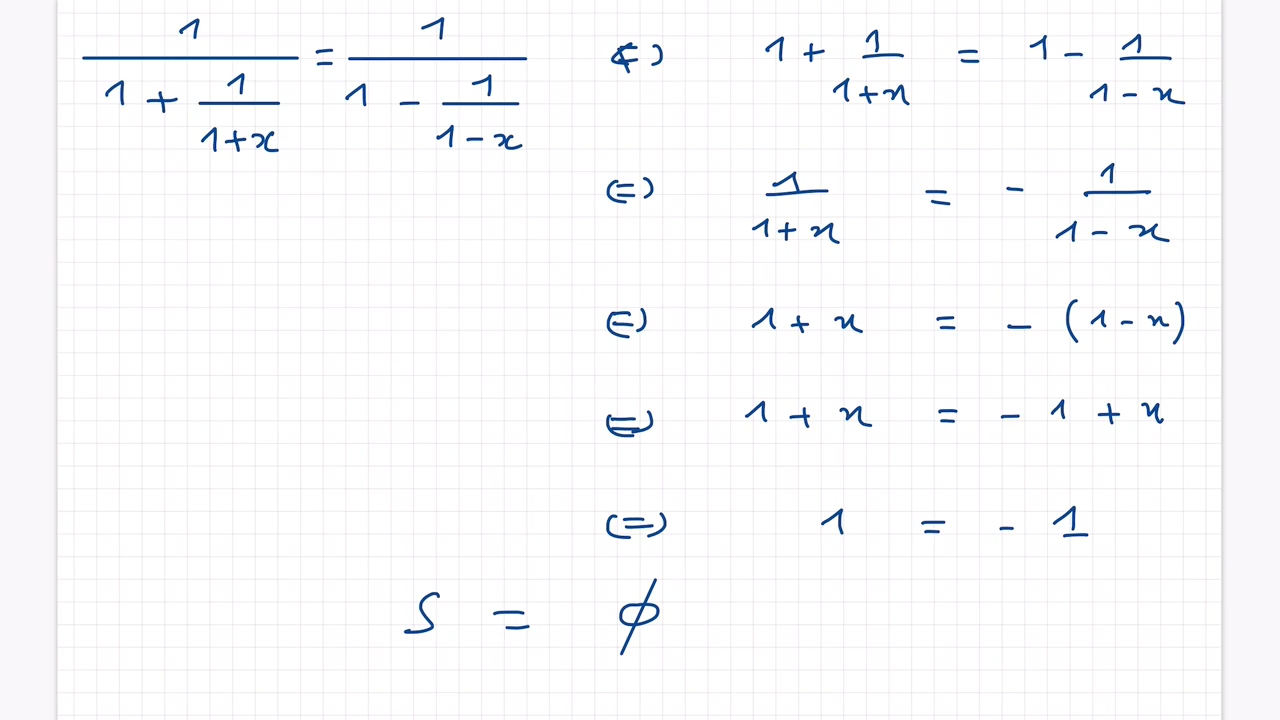 1/(1 + 1/(1+x)) = 1/(1 - 1/(1-x)) (=) 1 + 1/(1+x) = 1 - 1/(1-x)
(=) 1/(1+x) = - 1/(1-x)
(=) 1 + x = - (1 - x)
(=) 1 + x = - 1 + x
(=) 1 = - 1
S = ∅